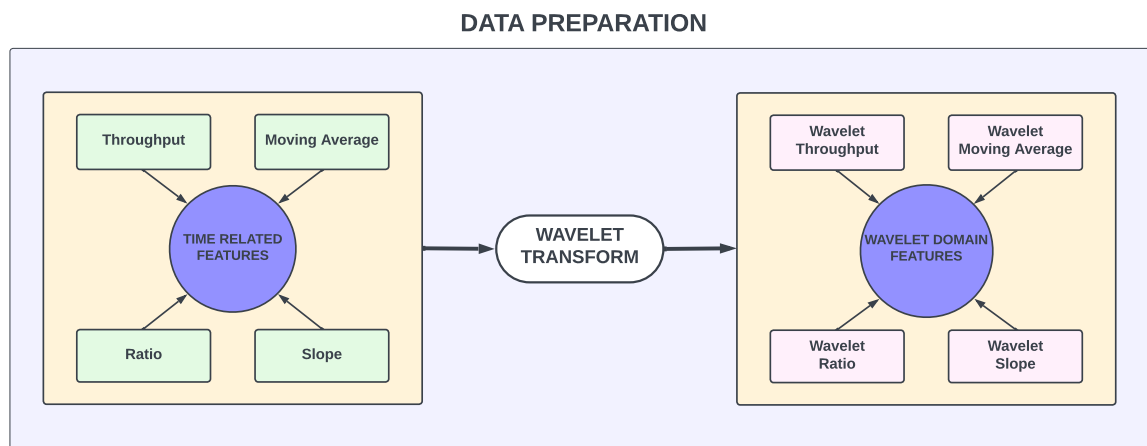 DATA PREPARATION
Throughput
Moving Average
TIME RELATED
FEATURES
Ratio
Slope
WAVELET
TRANSFORM
Wavelet
Throughput
Wavelet
Moving Average
WAVELET DOMAIN
FEATURES
Wavelet
Ratio
Wavelet
Slope